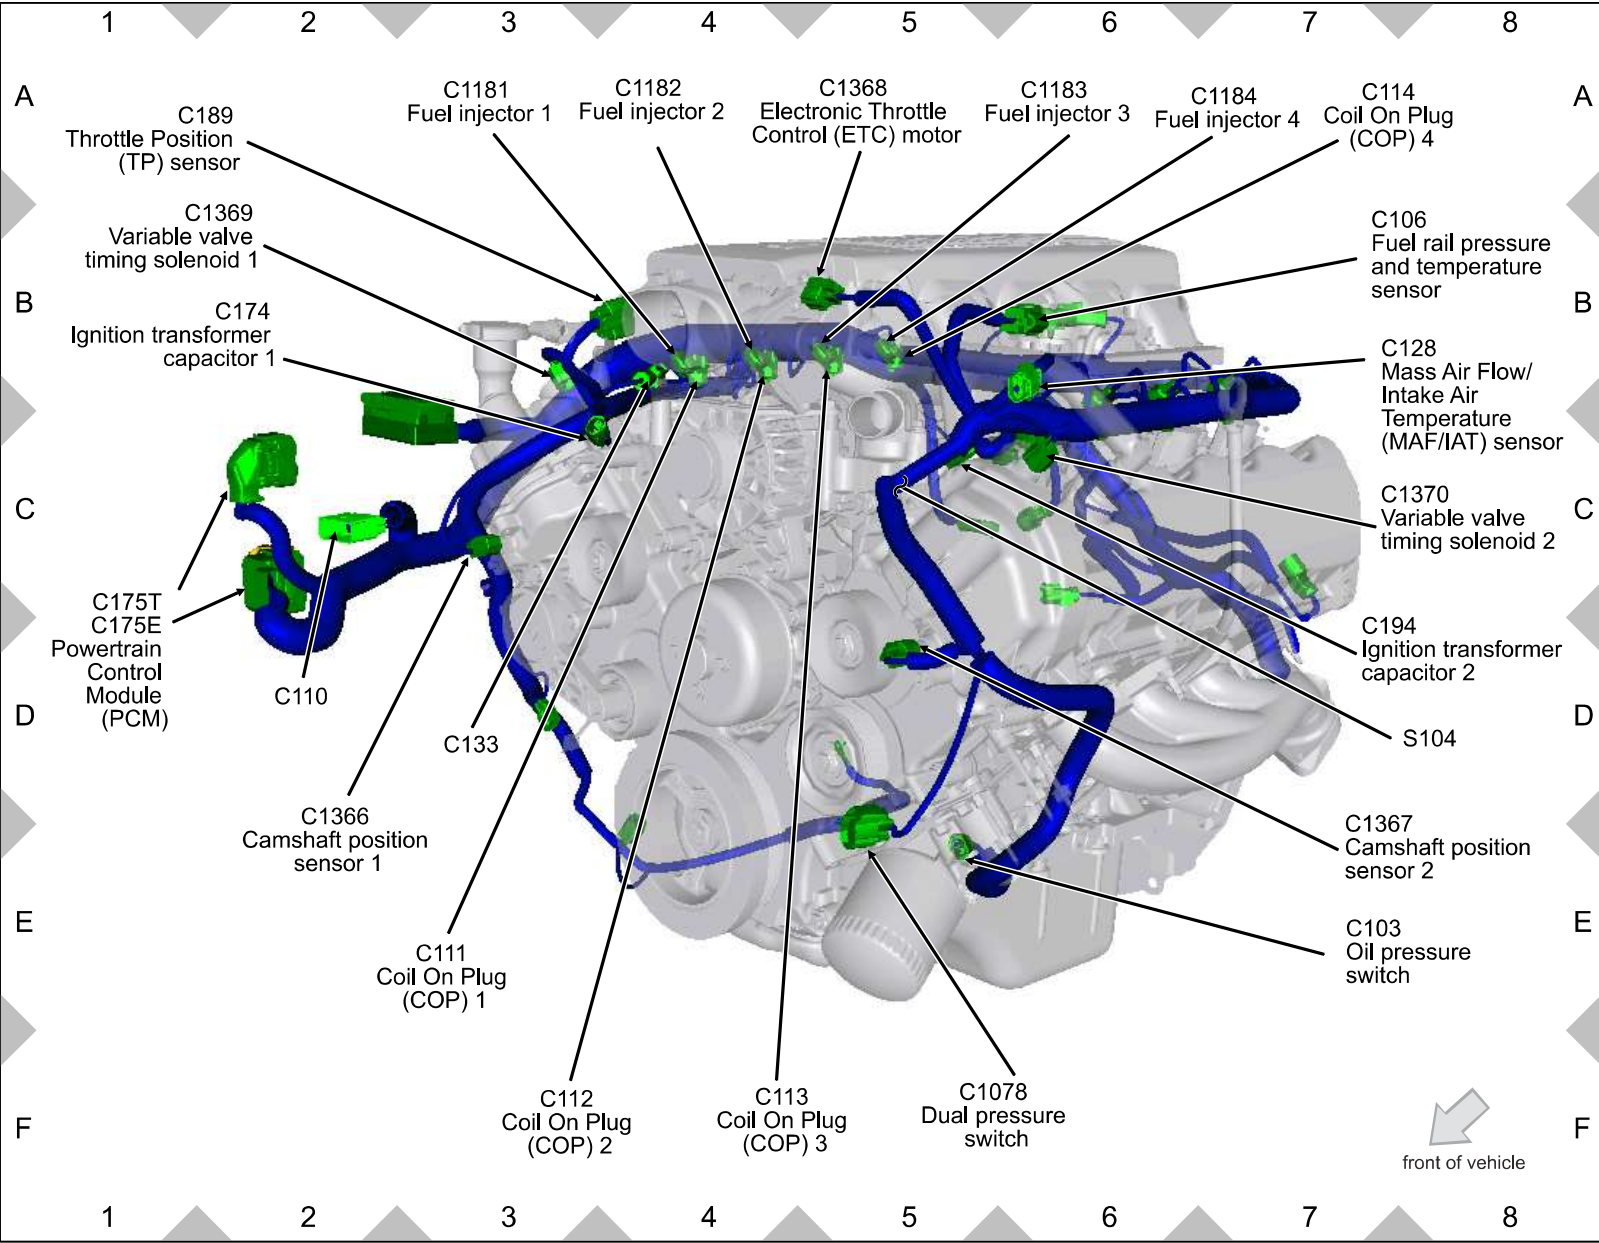 1 2 3 4 5 6 7 8
A
A
C189
Throttle Position
(TP) sensor
C1181
Fuel injector 1
C1182
Fuel injector 2
C1368
Electronic Throttle
Control (ETC) motor
C1183
Fuel injector 3
C1184
Fuel injector 4
C114
Coil On Plug
(COP) 4
C1369
Variable valve
timing solenoid 1
C106
Fuel rail pressure
and temperature
sensor
B
B
C174
Ignition transformer
capacitor 1
C128
Mass Air Flow/
Intake Air
Temperature
(MAF/IAT) sensor
C
C
C1370
Variable valve
timing solenoid 2
C175T
C175E
Powertrain
Control
Module
(PCM)
C110
C194
Ignition transformer
capacitor 2
D
D
C133
S104
C1366
Camshaft position
sensor 1
C1367
Camshaft position
sensor 2
E
E
C111
Coil On Plug
(COP) 1
C103
Oil pressure
switch
C112
Coil On Plug
(COP) 2
C113
Coil On Plug
(COP) 3
C1078
Dual pressure
switch
F
F
front of vehicle
1 2 3 4 5 6 7 8